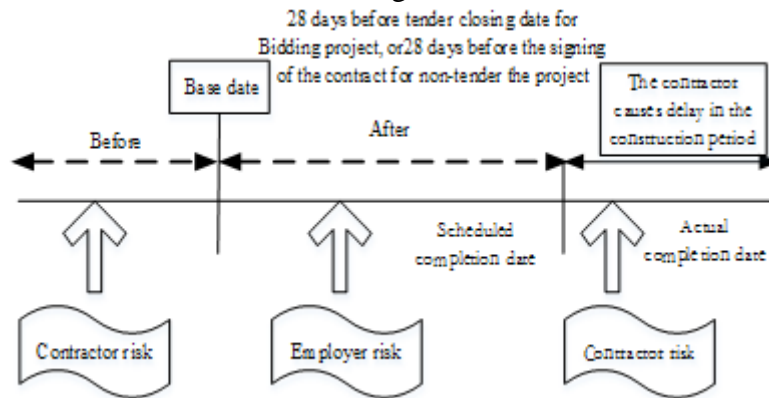 28 days before tender closing date for
Bidding project, or28 days before the signing
of the contract for non-tender the project
Base date
The contractor
causes delay in the
construction period
Before
After
Scheduled
completion date
Actual
completion date
Contractor risk
Employer risk
Contractor risk